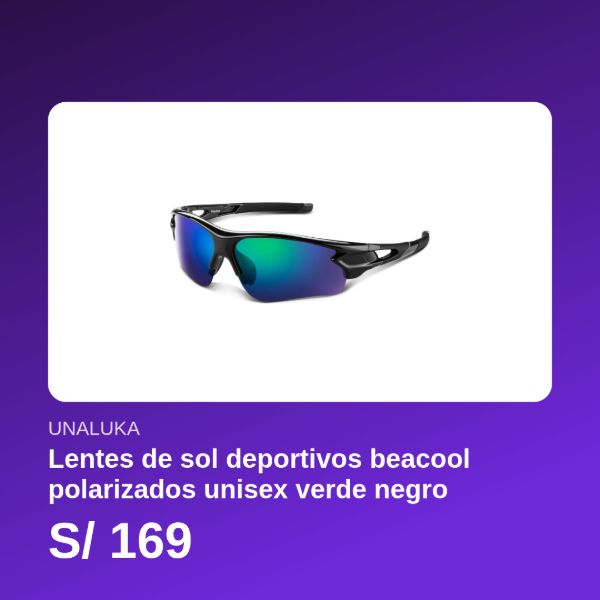 UNALUKA
Lentes de sol deportivos beacool
polarizados unisex verde negro
S/ 169